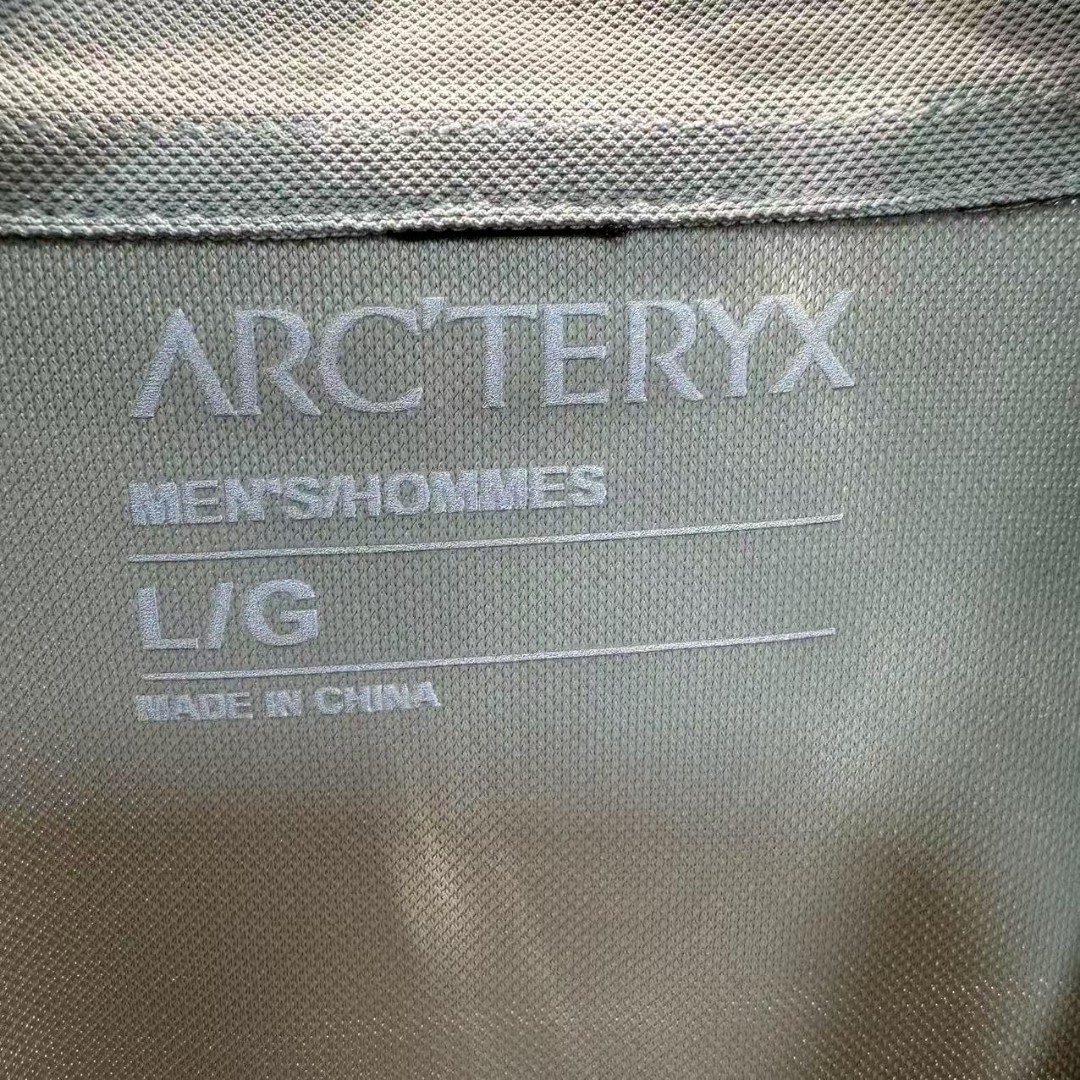 ARC'TERYX
MEN'S/HOMMES
L/G
MADE IN CHINA